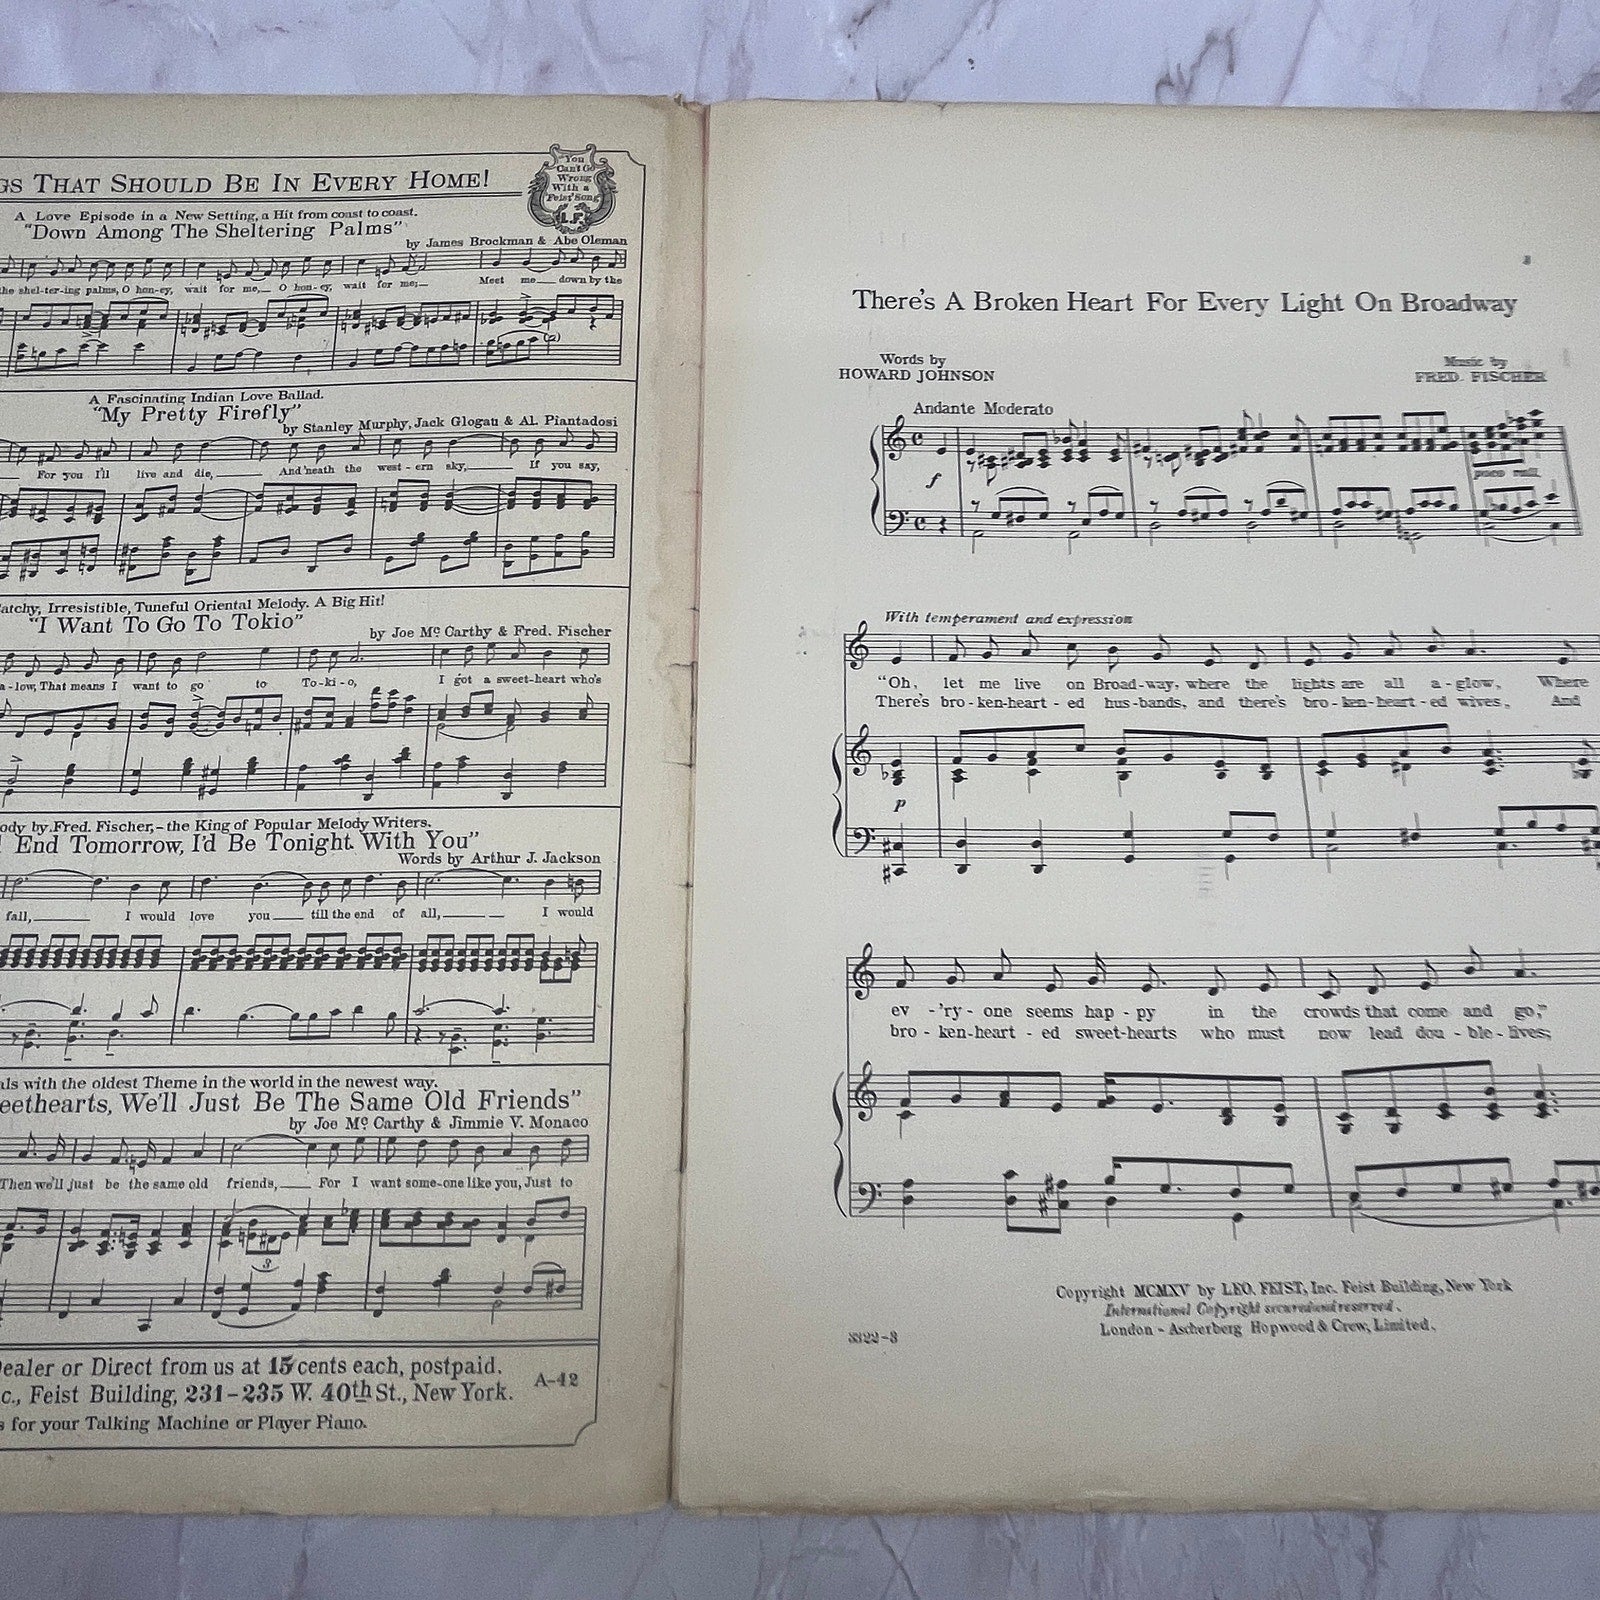 GS THAT SHOULD BE IN EVERY HOME!
You Can't Go Wrong With a Feist Song
L.F.
A Love Episode in a New Setting, a Hit from coast to coast.
"Down Among The Sheltering Palms"
by James Brockman & Abe Oleman
the shel-ter-ing palms, O hon-ey, wait for me,__ O hon-ey, wait for me;__ Meet me__ down by the
A Fascinating Indian Love Ballad.
"My Pretty Firefly"
by Stanley Murphy, Jack Glogau & Al. Piantadosi
For you I'll live and die,____ And 'neath the west-ern sky,____ If you say,
atchy, Irresistible, Tuneful Oriental Melody. A Big Hit!
"I Want To Go To Tokio"
by Joe Mc Carthy & Fred. Fischer
a-low, That means I want to go to To-ki-o, I got a sweet-heart who's
ody by Fred. Fischer,-the King of Popular Melody Writers.
End Tomorrow, I'd Be Tonight With You"
Words by Arthur J. Jackson
fall,____ I would love you___ till the end of all,____ I would
als with the oldest Theme in the world in the newest way.
eethearts, We'll Just Be The Same Old Friends"
by Joe Mc Carthy & Jimmie V. Monaco
Then we'll just be the same old friends,___ For I want some-one like you, Just to
3
Dealer or Direct from us at 15 cents each, postpaid.
c., Feist Building, 231-235 W. 40th St., New York.
A-42
s for your Talking Machine or Player Piano.
There's A Broken Heart For Every Light On Broadway
Words by
HOWARD JOHNSON
Music by
FRED. FISCHER
Andante Moderato
f
poco rall.
With temperament and expression
"Oh, let me live on Broad-way, where the lights are all a-glow, Where
There's bro-ken-heart-ed hus-bands, and there's bro-ken-heart-ed wives, And
p
ev-'ry-one seems hap-py in the crowds that come and go,"
bro-ken-heart-ed sweet-hearts who must now lead dou-ble-lives;
Copyright MCMXV by LEO. FEIST, Inc. Feist Building, New York
International Copyright secured and reserved.
London - Ascherberg Hopwood & Crew, Limited.
3322-3